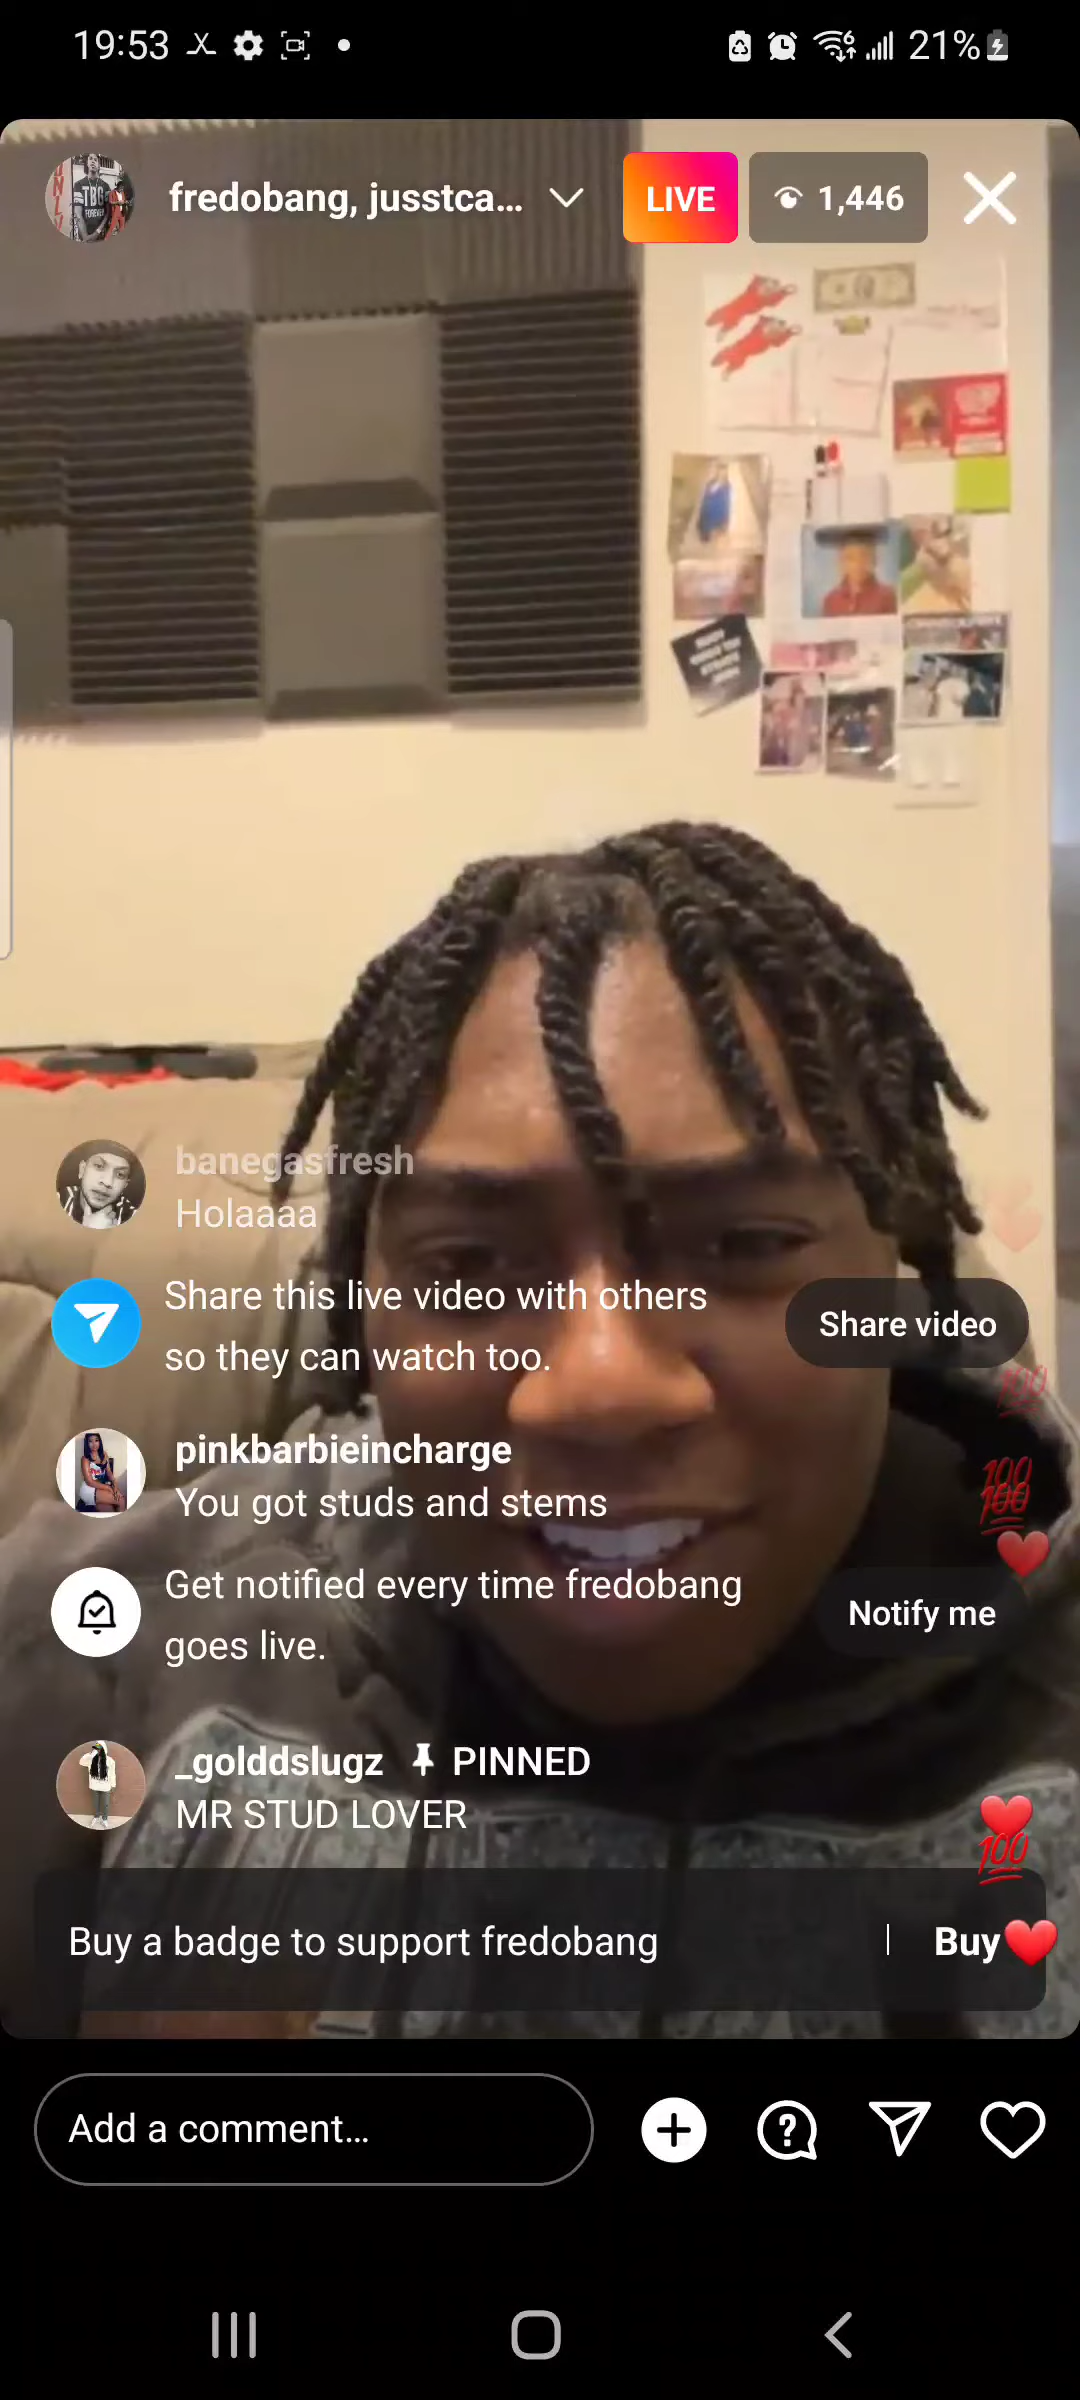 19:53
21%
fredobang, jusstca...
LIVE
1,446
banegasfresh
Holaaaa
Share this live video with others
so they can watch too.
Share video
pinkbarbieincharge
You got studs and stems
Get notified every time fredobang
goes live.
Notify me
_golddslugz PINNED
MR STUD LOVER
Buy a badge to support fredobang
Buy
Add a comment...